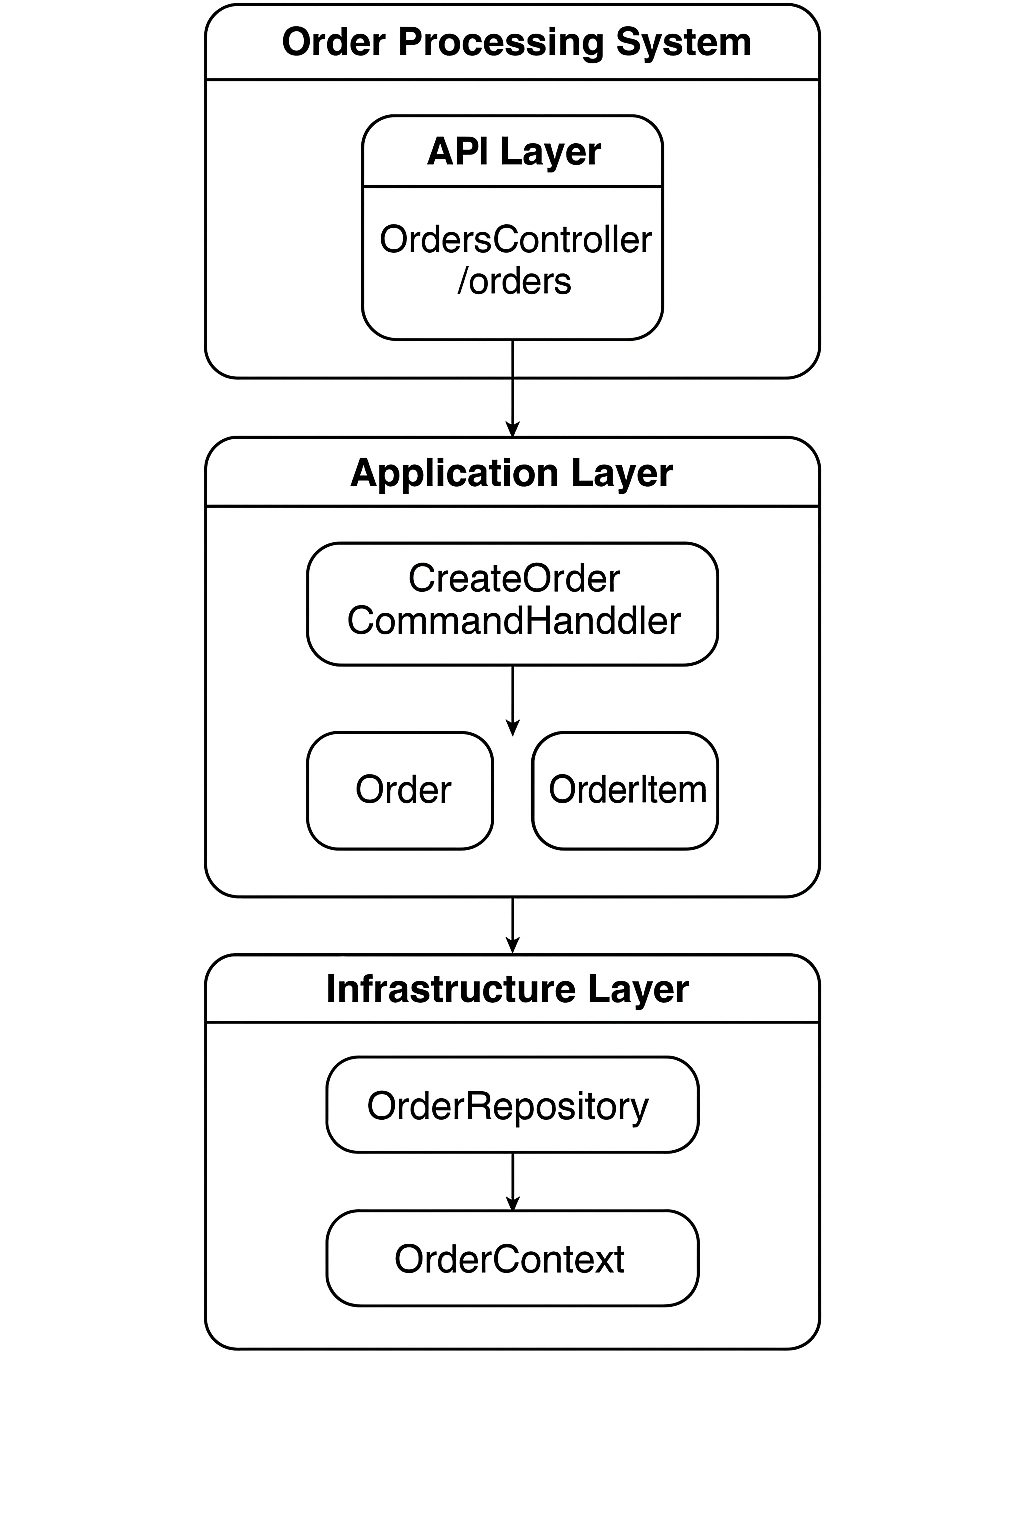 Order Processing System
API Layer
OrdersController
/orders
Application Layer
CreateOrder
CommandHanddler
Order
OrderItem
Infrastructure Layer
OrderRepository
OrderContext